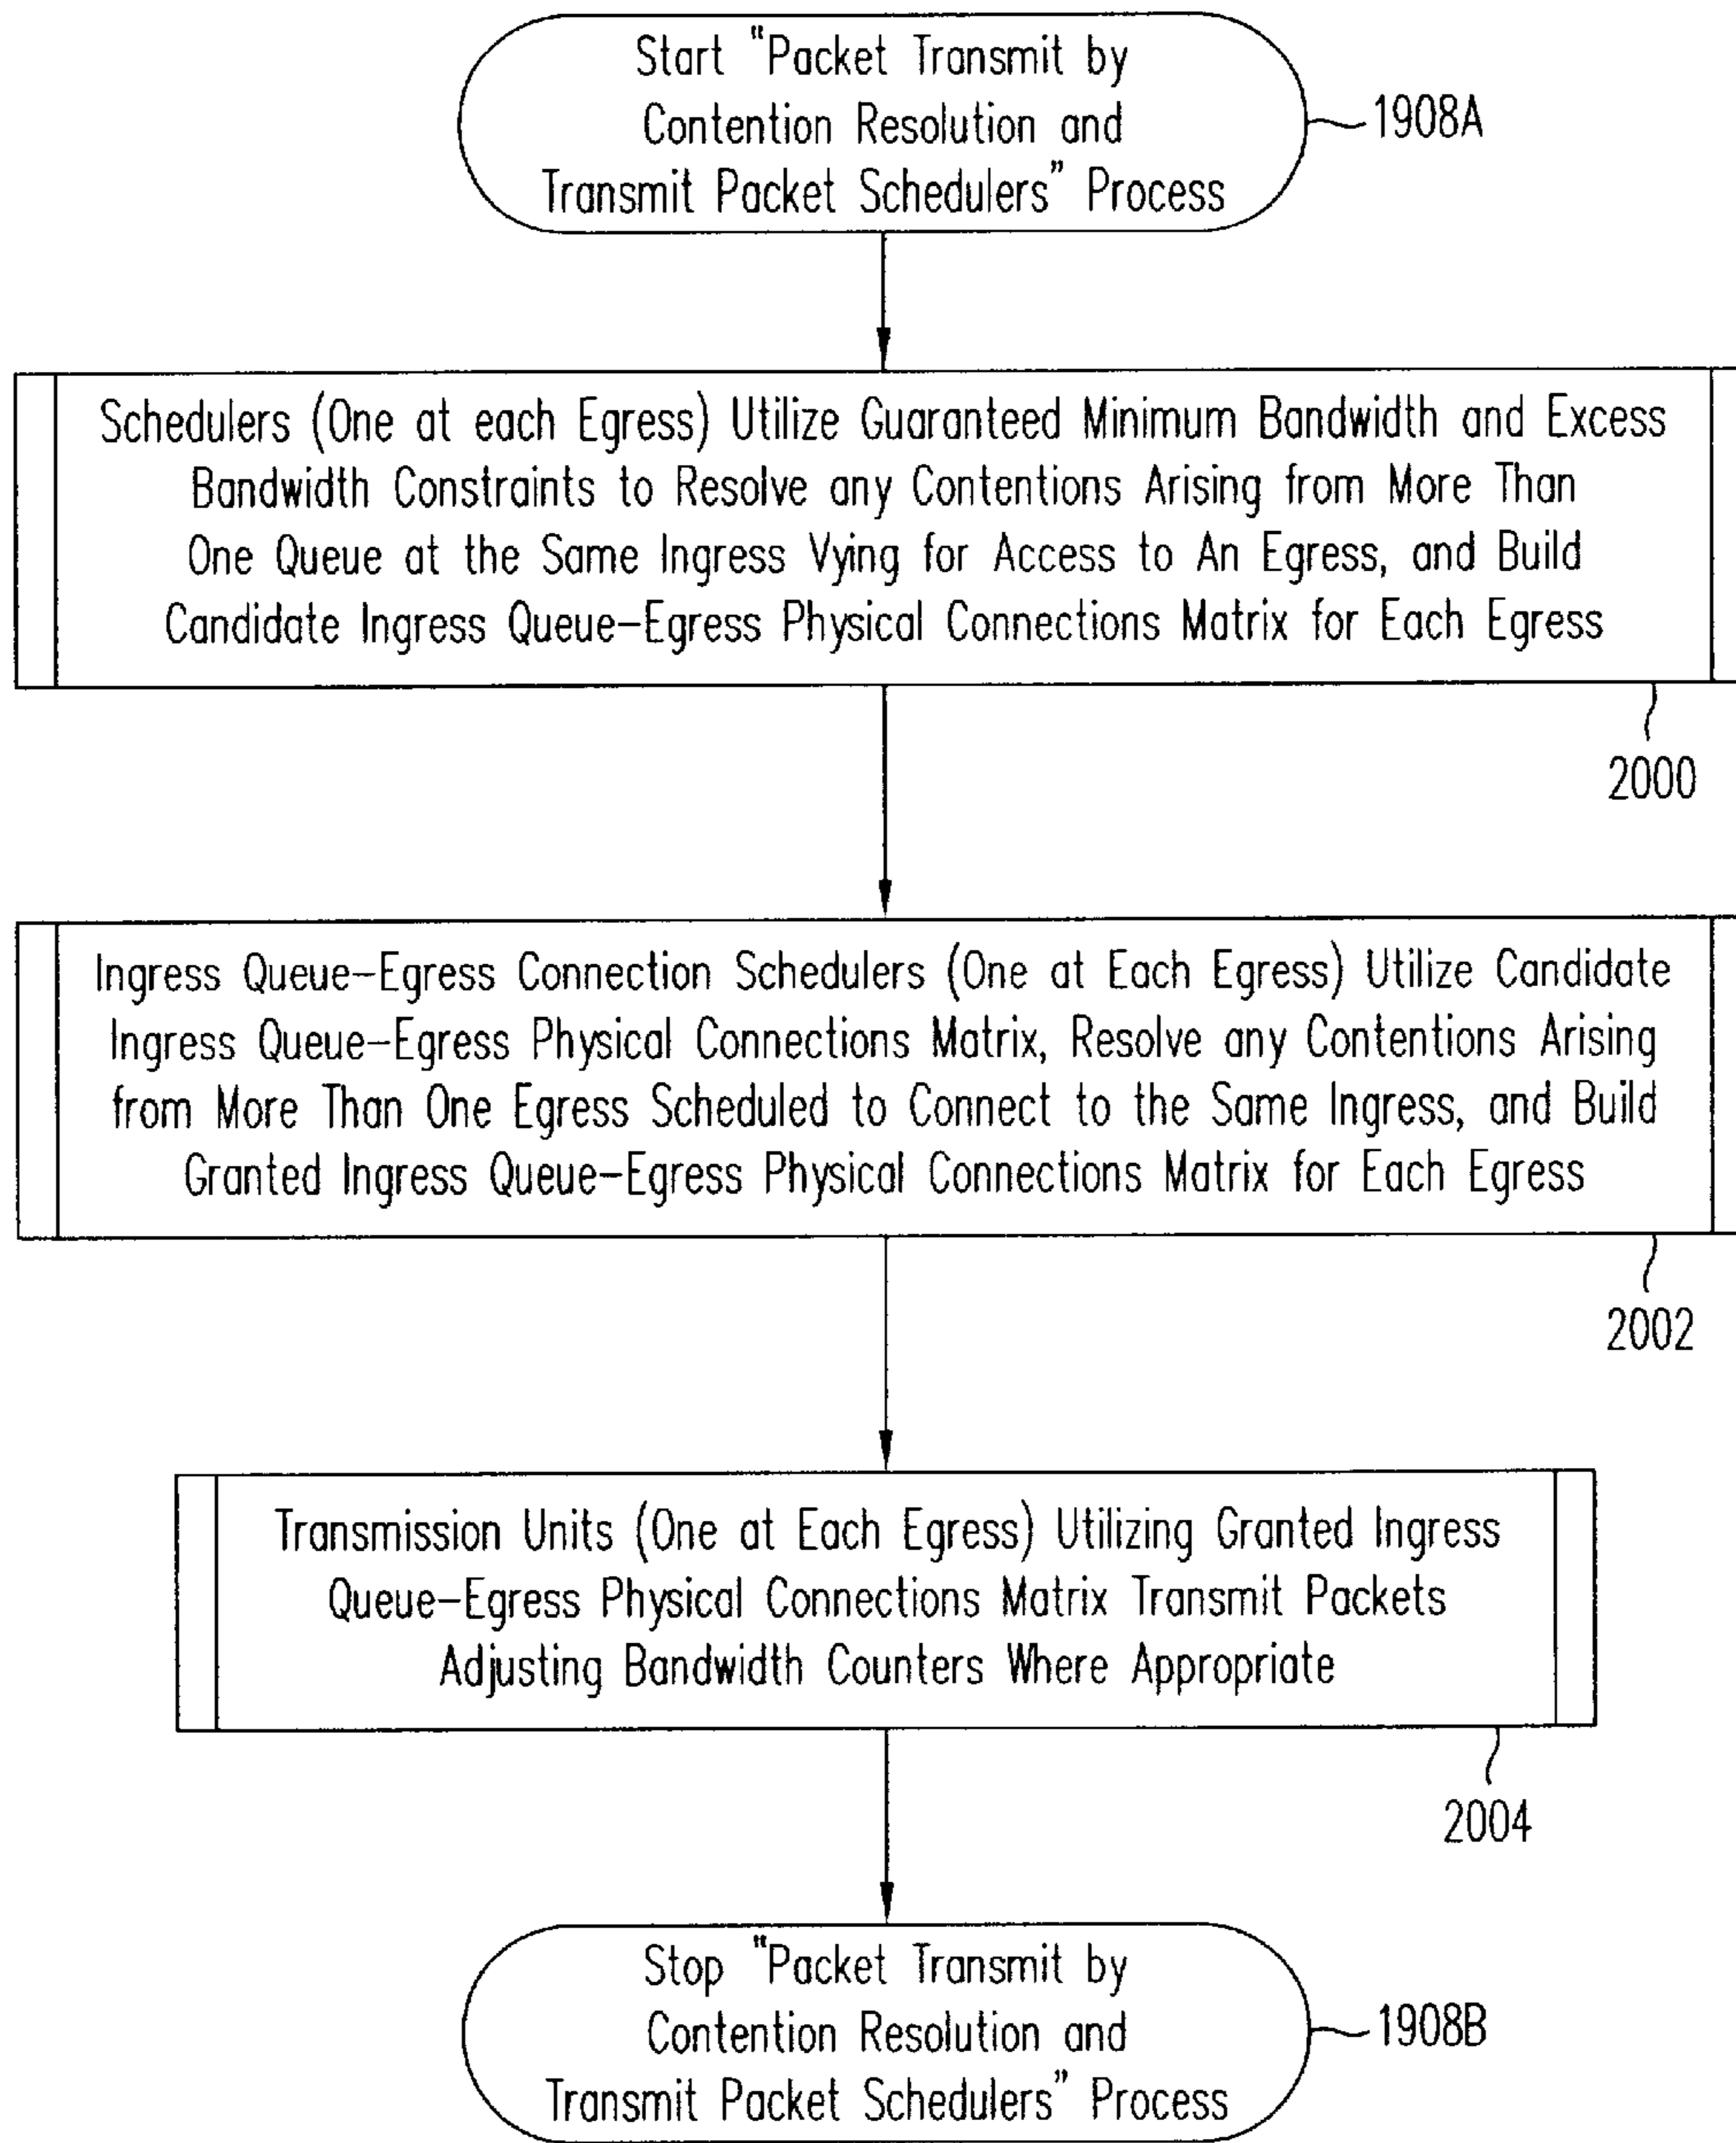 Start "Packet Transmit by
Contention Resolution and
Transmit Packet Schedulers" Process
1908A
Schedulers (One at each Egress) Utilize Guaranteed Minimum Bandwidth and Excess
Bandwidth Constraints to Resolve any Contentions Arising from More Than
One Queue at the Same Ingress Vying for Access to An Egress, and Build
Candidate Ingress Queue-Egress Physical Connections Matrix for Each Egress
2000
Ingress Queue-Egress Connection Schedulers (One at Each Egress) Utilize Candidate
Ingress Queue-Egress Physical Connections Matrix, Resolve any Contentions Arising
from More Than One Egress Scheduled to Connect to the Same Ingress, and Build
Granted Ingress Queue-Egress Physical Connections Matrix for Each Egress
2002
Transmission Units (One at Each Egress) Utilizing Granted Ingress
Queue-Egress Physical Connections Matrix Transmit Packets
Adjusting Bandwidth Counters Where Appropriate
2004
Stop "Packet Transmit by
Contention Resolution and
Transmit Packet Schedulers" Process
1908B